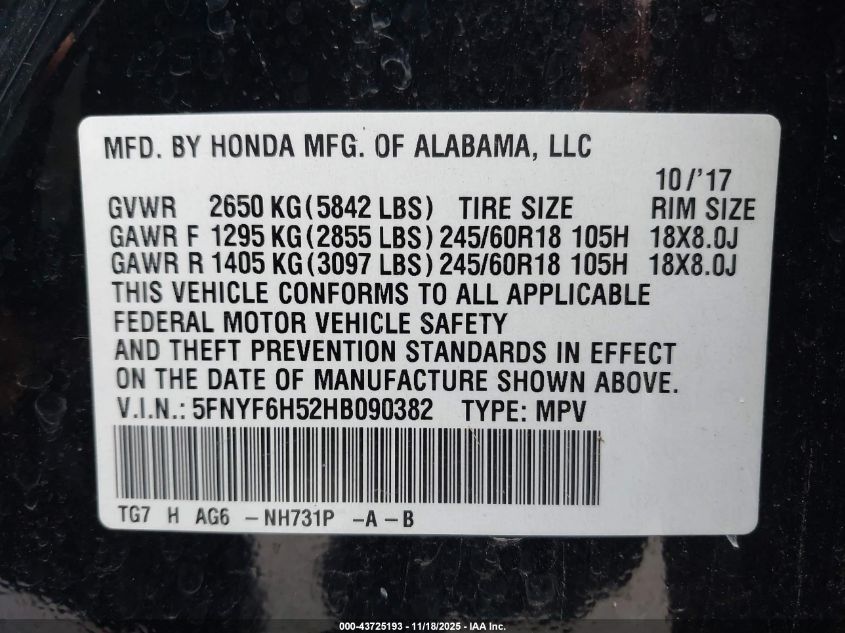 MFD. BY HONDA MFG. OF ALABAMA, LLC
10/'17
GVWR 2650 KG(5842 LBS) TIRE SIZE RIM SIZE
GAWR F 1295 KG(2855 LBS) 245/60R18 105H 18X8.0J
GAWR R 1405 KG(3097 LBS) 245/60R18 105H 18X8.0J
THIS VEHICLE CONFORMS TO ALL APPLICABLE
FEDERAL MOTOR VEHICLE SAFETY
AND THEFT PREVENTION STANDARDS IN EFFECT
ON THE DATE OF MANUFACTURE SHOWN ABOVE.
V.I.N.: 5FNYF6H52HB090382 TYPE: MPV
TG7 H AG6 -NH731P -A-B
000-43725193 - 11/18/2025 - IAA Inc.